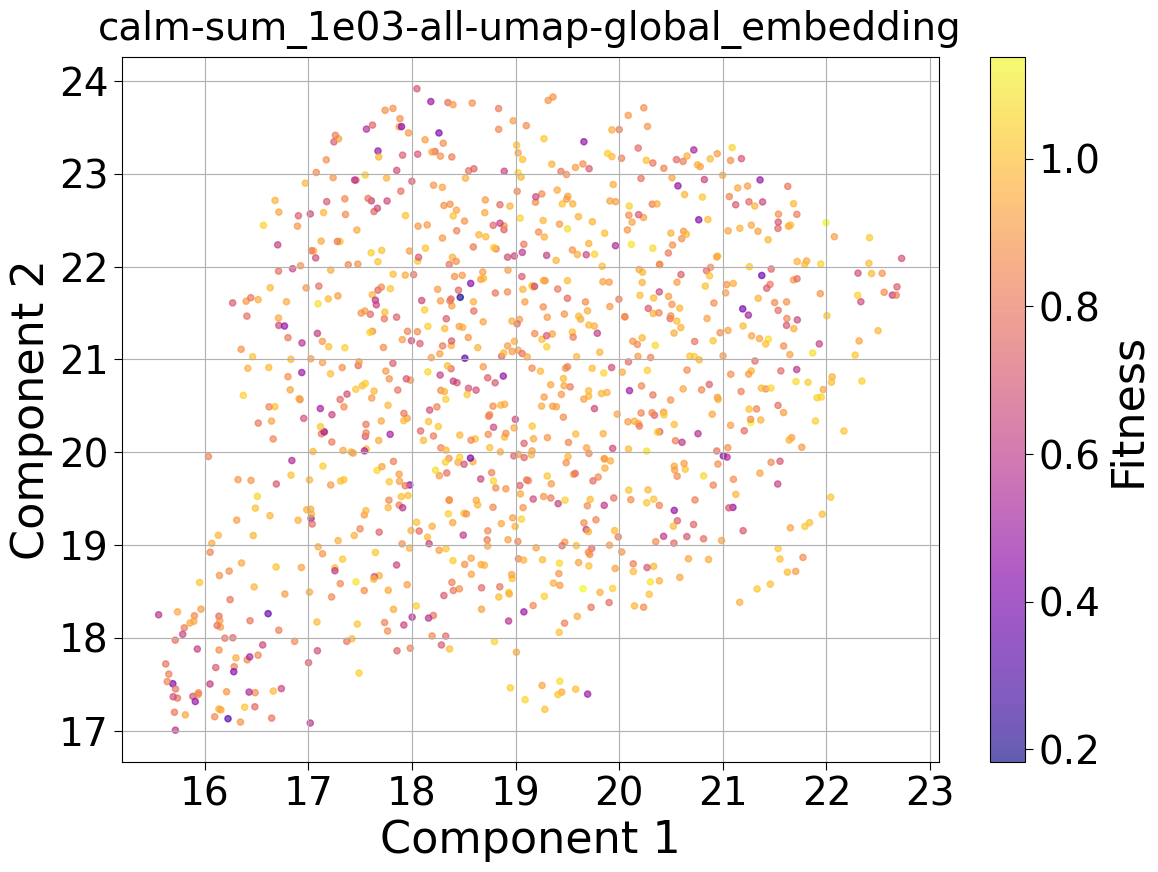 calm-sum_1e03-all-umap-global_embedding
24
23
22
21
20
19
18
17
Component 2
16 17 18 19 20 21 22 23
Component 1
1.0
0.8
0.6
0.4
0.2
Fitness